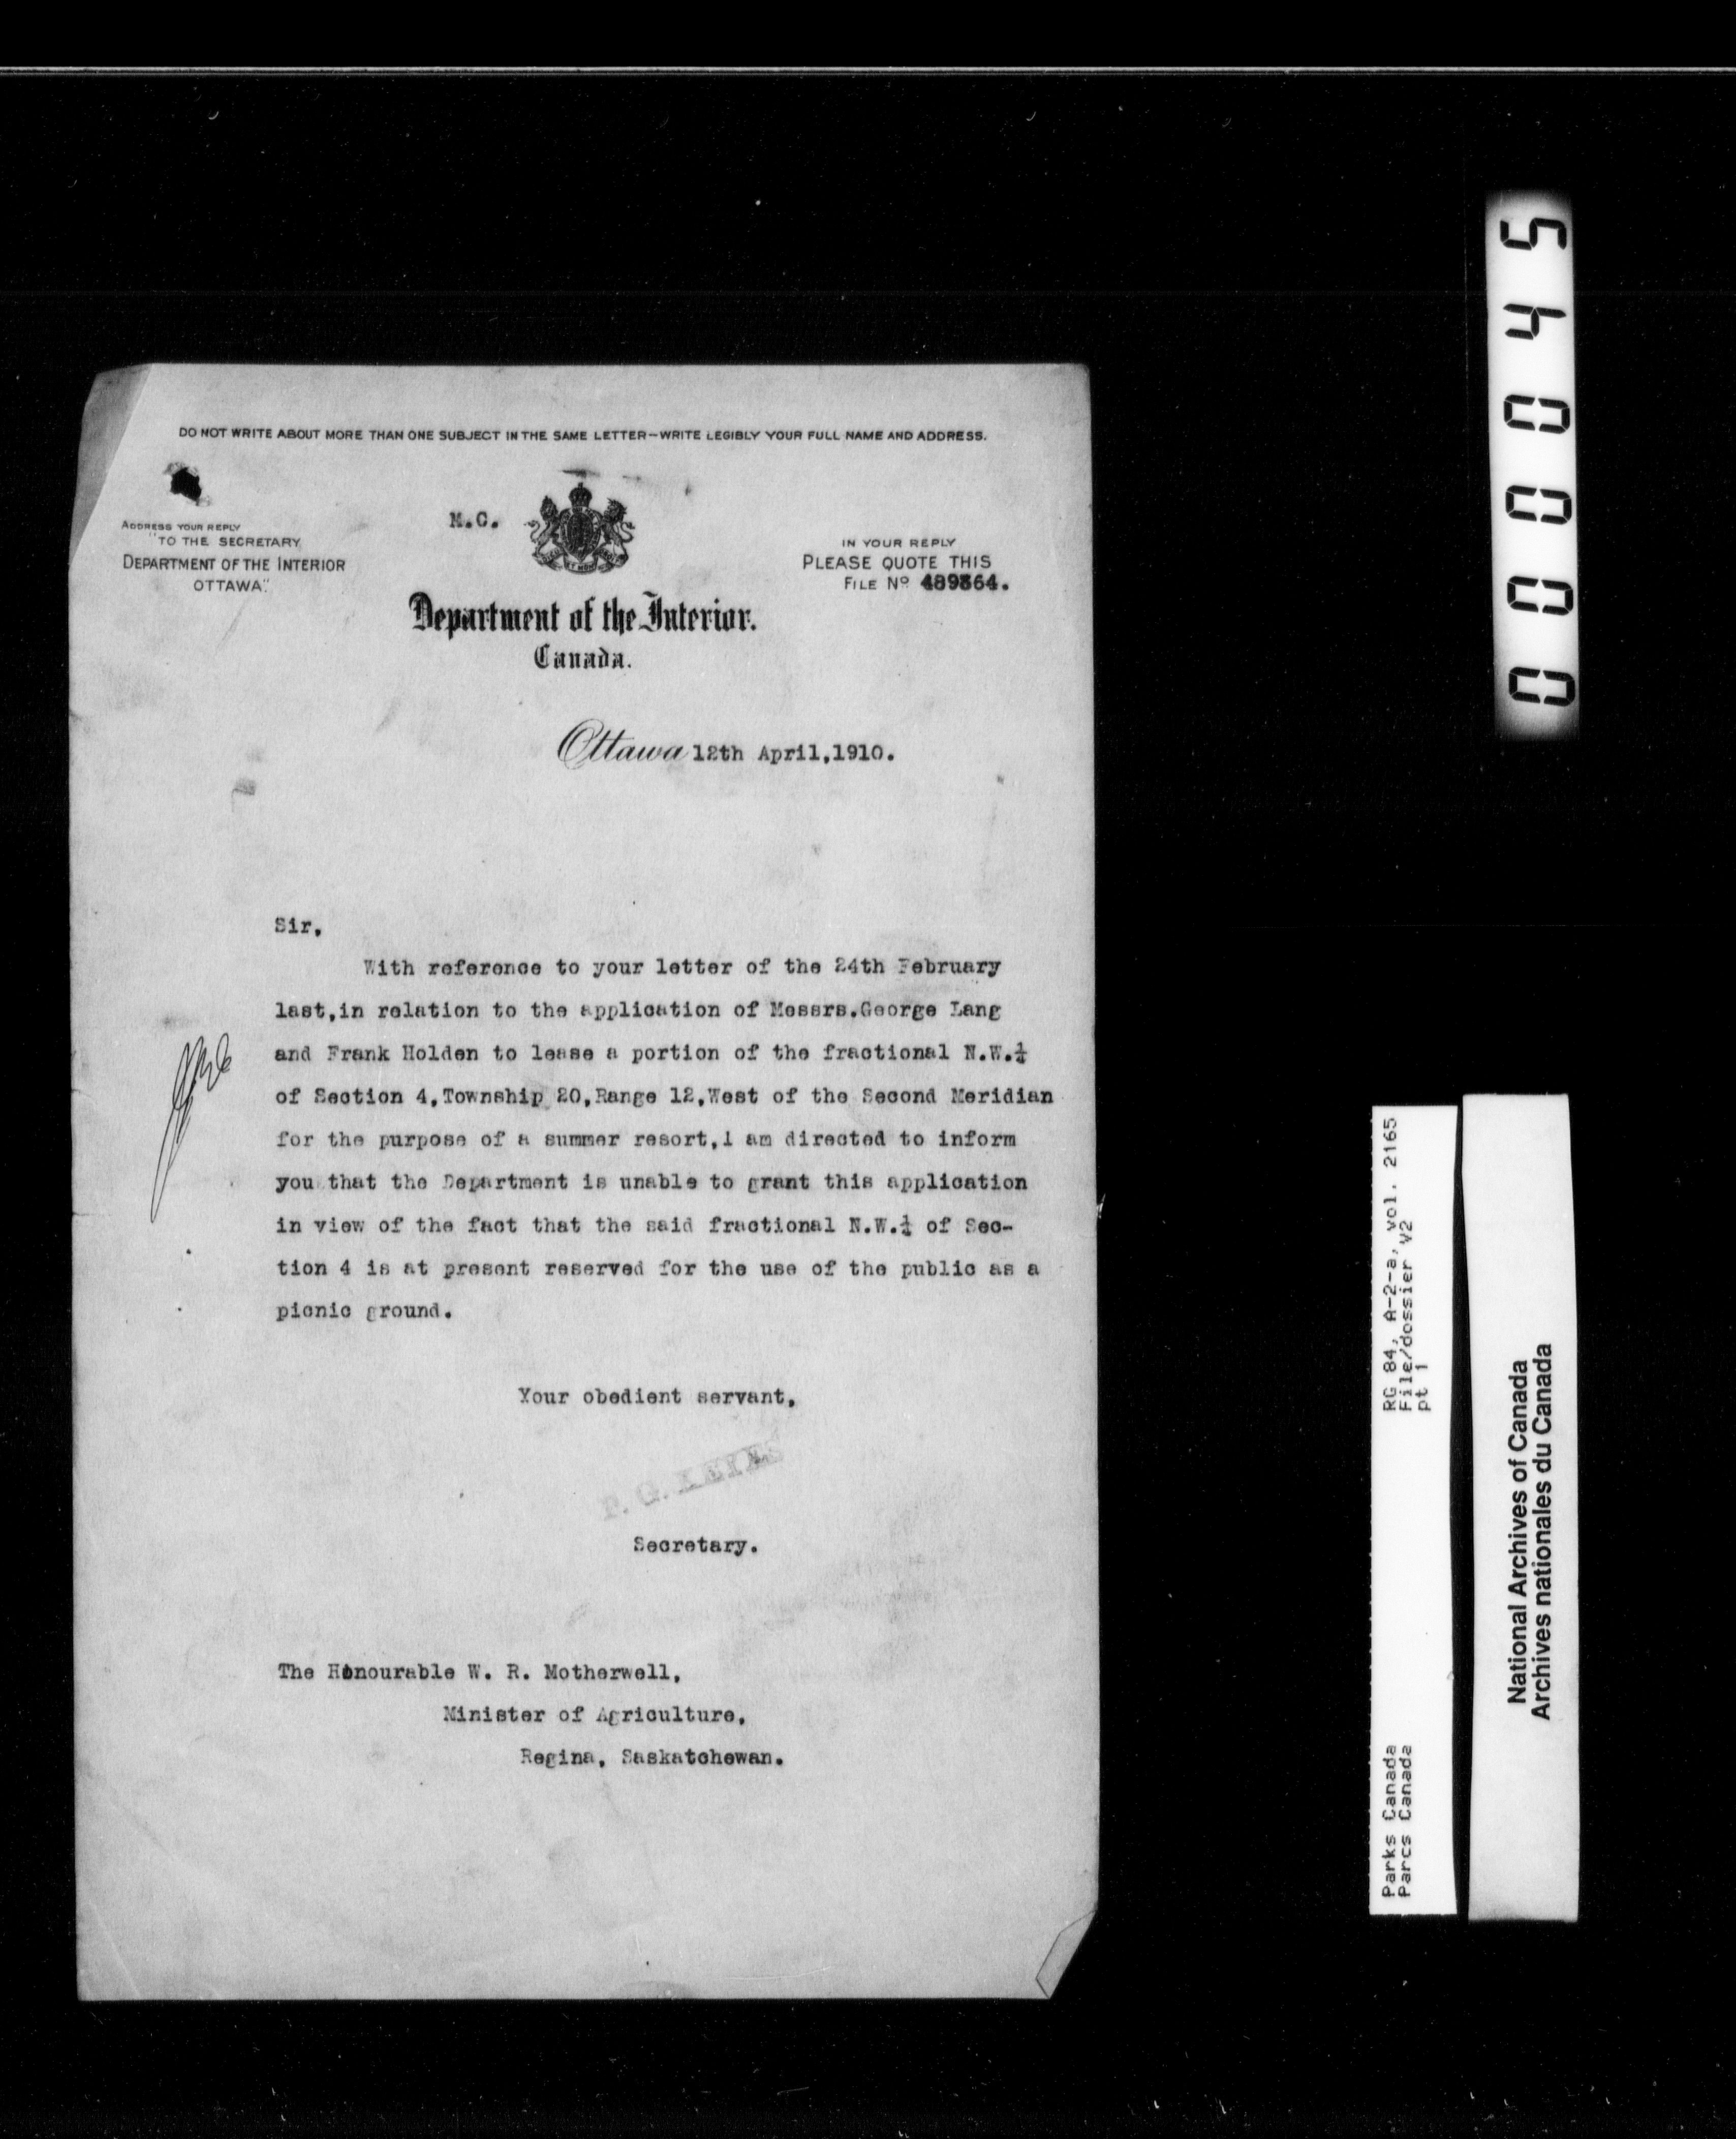 DO NOT WRITE ABOUT MORE THAN ONE SUBJECT IN THE SAME LETTER—WRITE LEGIBLY YOUR FULL NAME AND ADDRESS.
M.C.
ADDRESS YOUR REPLY
"TO THE SECRETARY
DEPARTMENT OF THE INTERIOR
OTTAWA."
IN YOUR REPLY
PLEASE QUOTE THIS
FILE No 489364.
Department of the Interior.
Canada.
Ottawa 12th April,1910.
Sir,
With reference to your letter of the 24th February
last,in relation to the application of Messrs.George Lang
and Frank Holden to lease a portion of the fractional N.W.¼
of Section 4,Township 20,Range 12,West of the Second Meridian
for the purpose of a summer resort,I am directed to inform
you that the Department is unable to grant this application
in view of the fact that the said fractional N.W.¼ of Sec-
tion 4 is at present reserved for the use of the public as a
picnic ground.
Your obedient servant,
P. G. KEYES
Secretary.
The Honourable W. R. Motherwell,
Minister of Agriculture,
Regina, Saskatchewan.
000045
RG 84, A-2-a, vol. 2165
File/dossier V2
pt 1
Parks Canada
Parcs Canada
National Archives of Canada
Archives nationales du Canada